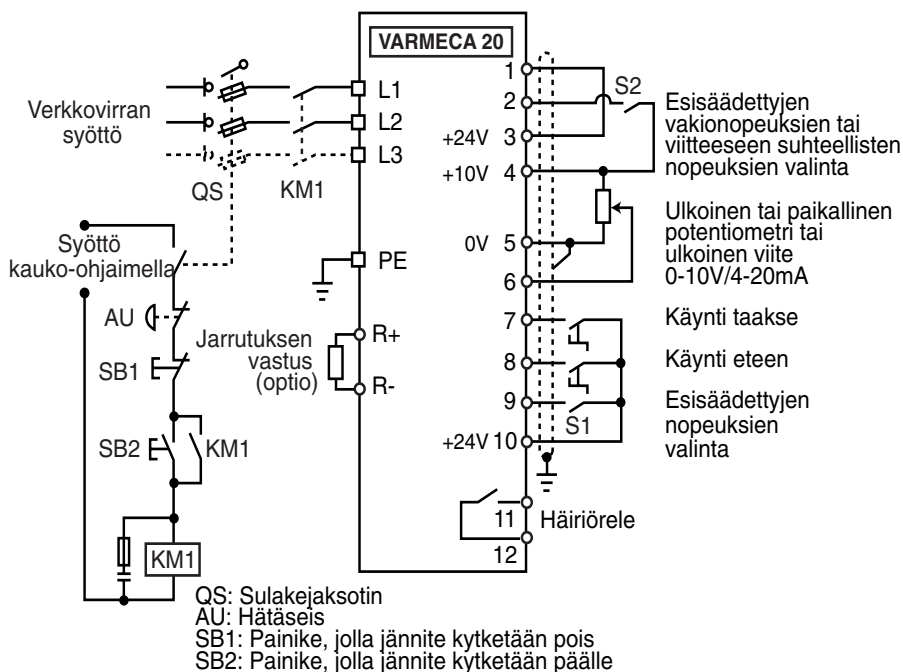 VARMECA 20
Verkkovirran
syöttö
L1
L2
L3
QS
KM1
1
2
+24V 3
+10V 4
0V 5
6
7
8
9
+24V 10
11
12
S2
Esisäädettyjen
vakionopeuksien tai
viitteeseen suhteellisten
nopeuksien valinta
Ulkoinen tai paikallinen
potentiometri tai
ulkoinen viite
0-10V/4-20mA
Käynti taakse
Käynti eteen
S1
Esisäädettyjen
nopeuksien
valinta
Häiriörele
PE
Syöttö
kauko-ohjaimella
AU
Jarrutuksen
vastus
(optio)
R+
R-
SB1
SB2
KM1
KM1
QS: Sulakejaksotin
AU: Hätäseis
SB1: Painike, jolla jännite kytketään pois
SB2: Painike, jolla jännite kytketään päälle